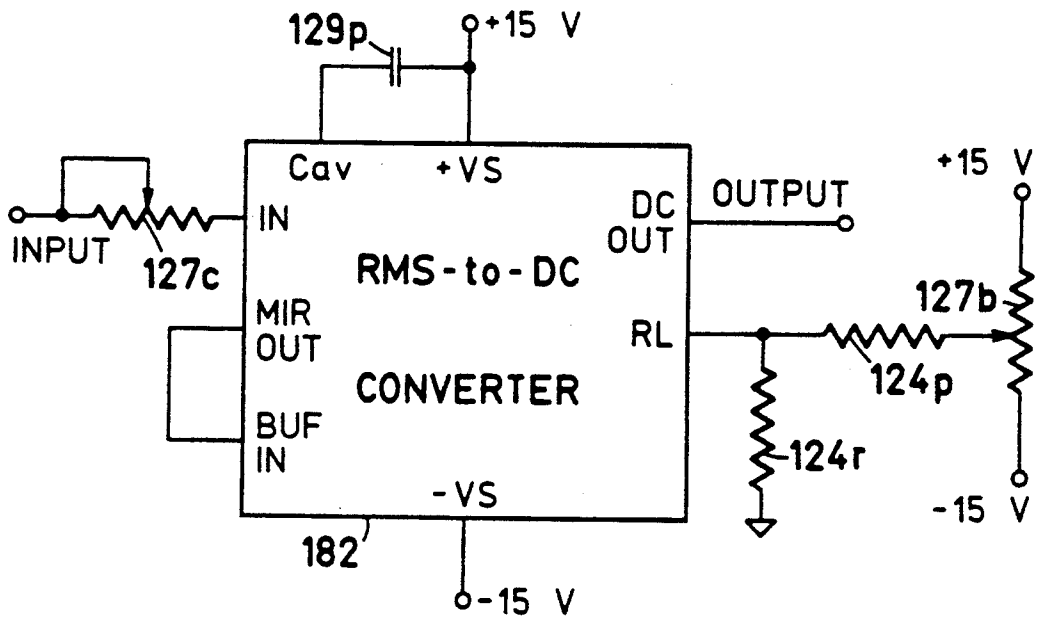 129p
+15 V
Cav
+VS
+15 V
INPUT
127c
IN
DC
OUT
OUTPUT
RMS-to-DC
127b
MIR
OUT
RL
124p
CONVERTER
BUF
IN
124r
-VS
-15 V
182
-15 V